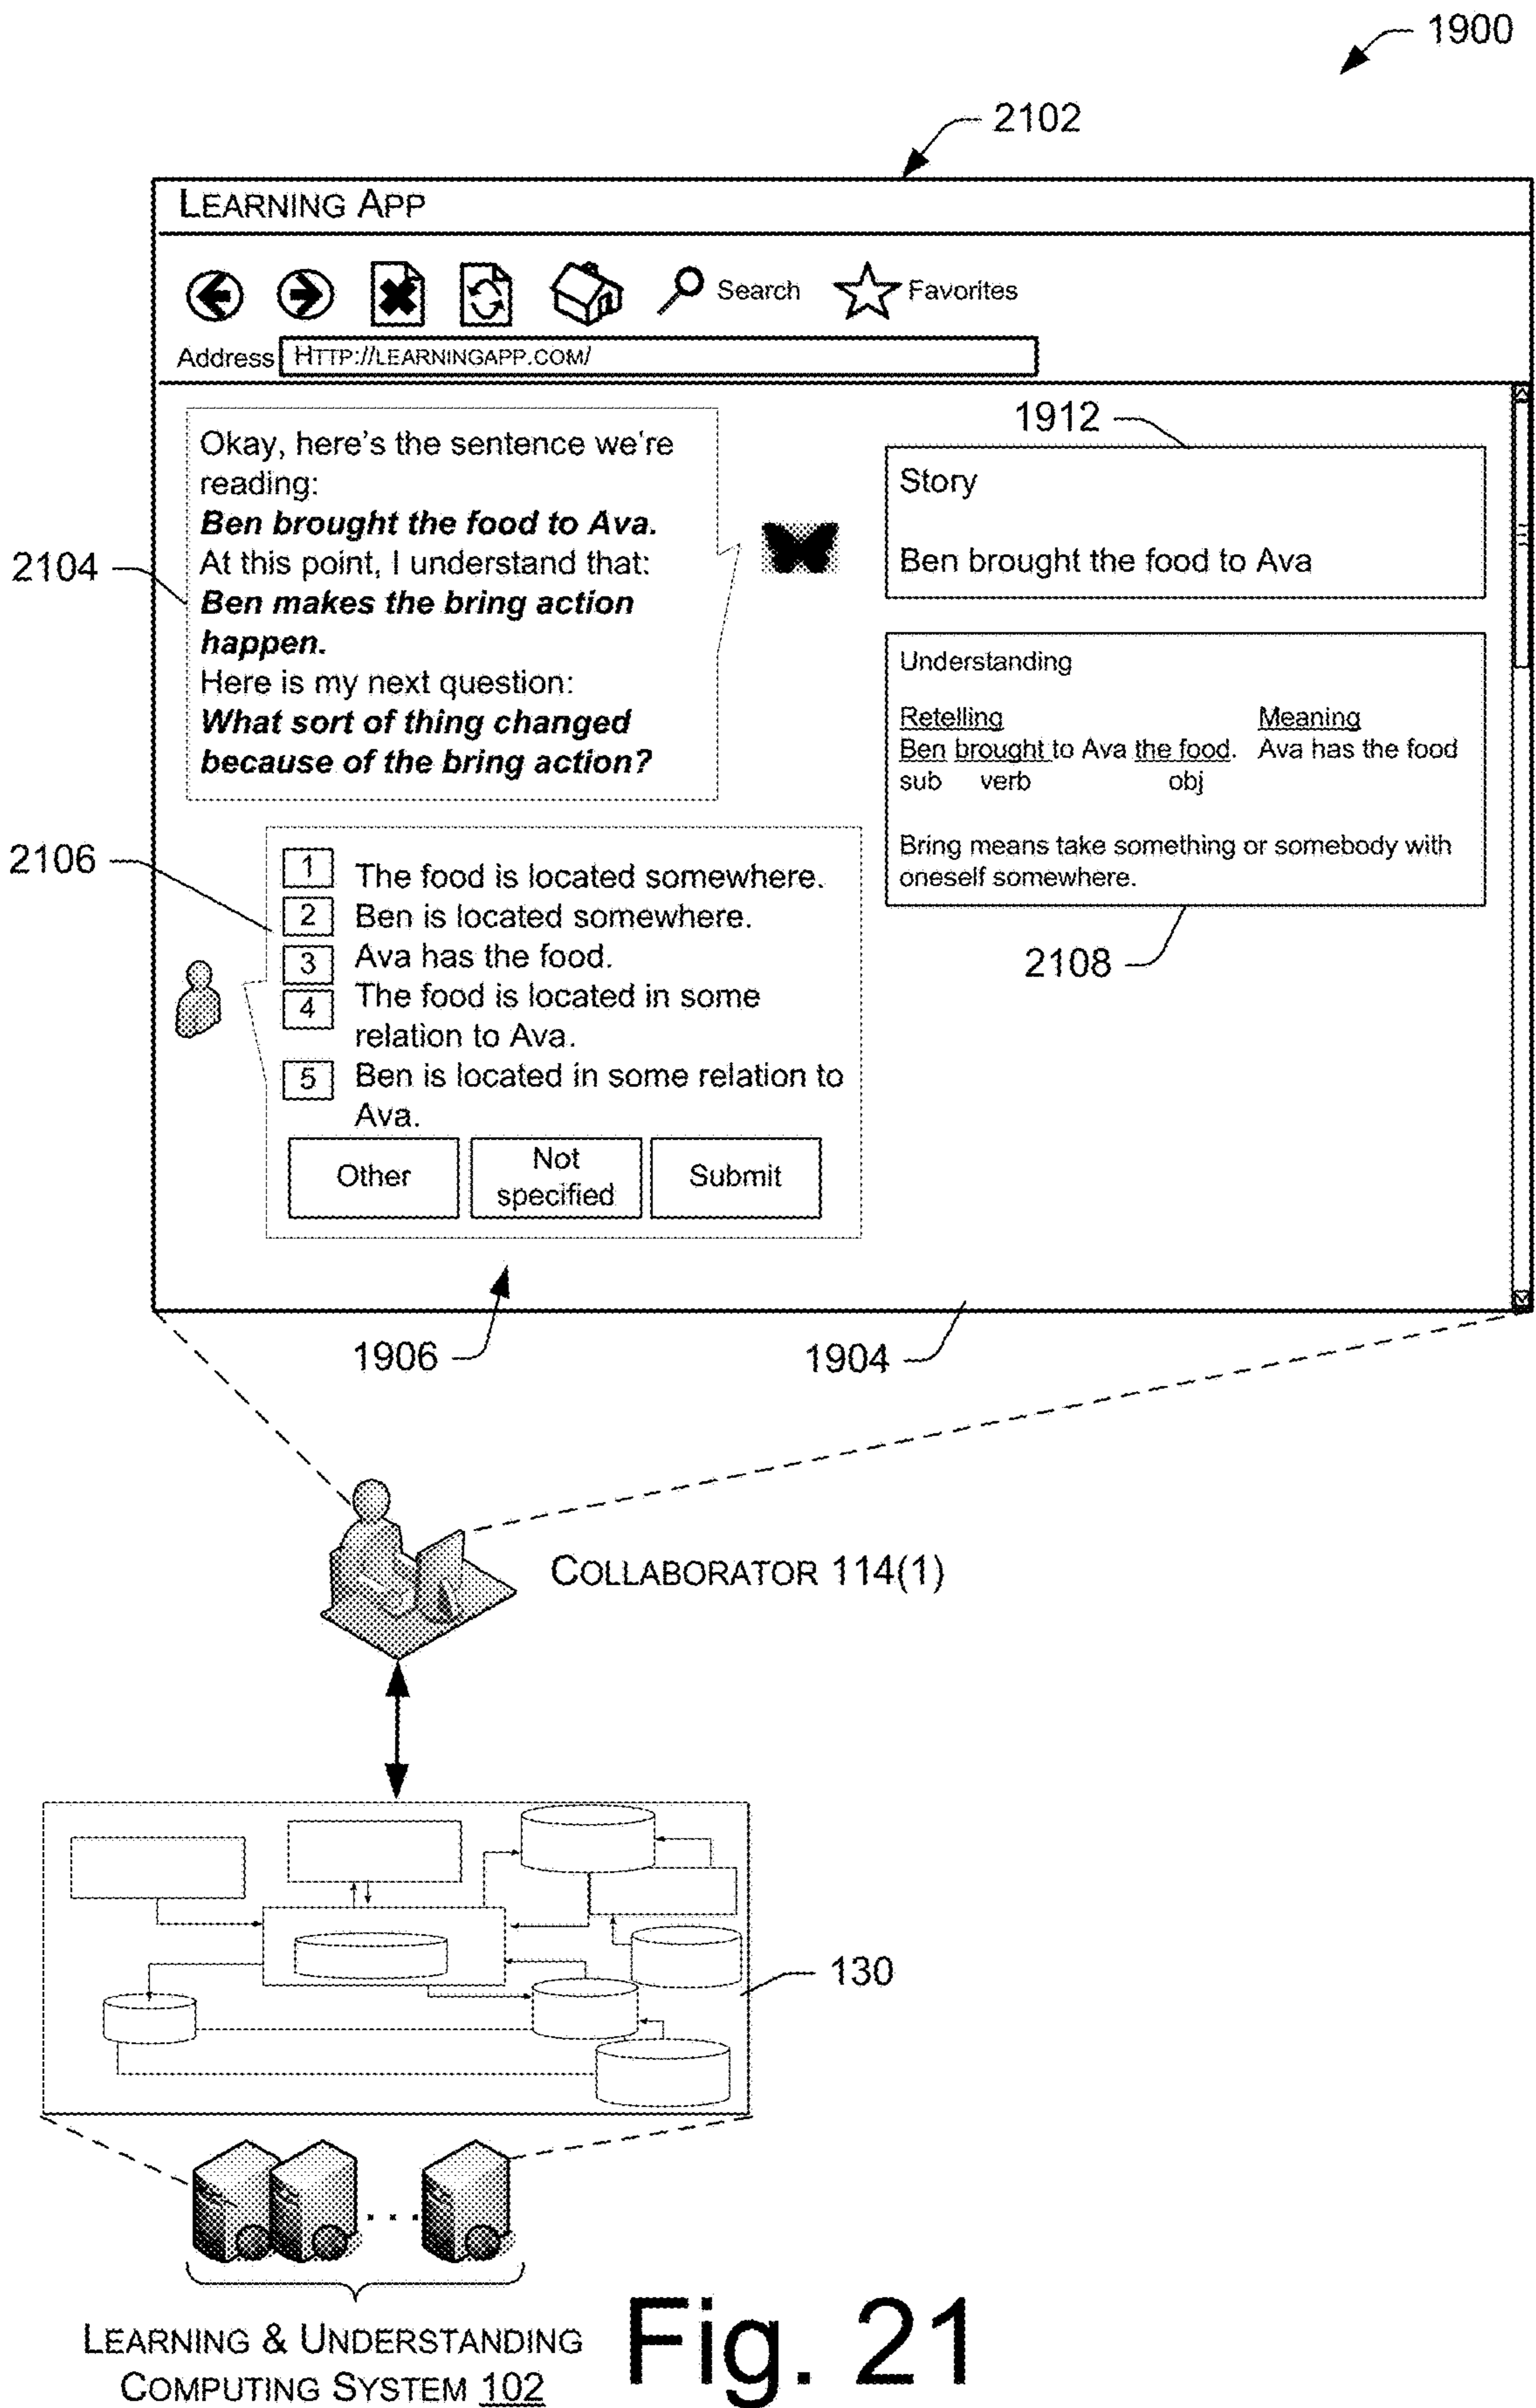 1900
2102
LEARNING APP
Search
Favorites
Address
HTTP://LEARNINGAPP.COM/
Okay, here's the sentence we're
reading:
Ben brought the food to Ava.
At this point, I understand that:
Ben makes the bring action
happen.
Here is my next question:
What sort of thing changed
because of the bring action?
2104
1912
Story
Ben brought the food to Ava
Understanding
Retelling Meaning
Ben brought to Ava the food. Ava has the food
sub verb obj
Bring means take something or somebody with
oneself somewhere.
2108
2106
1 The food is located somewhere.
2 Ben is located somewhere.
3 Ava has the food.
4 The food is located in some
relation to Ava.
5 Ben is located in some relation to
Ava.
Other
Not
specified
Submit
1906
1904
COLLABORATOR 114(1)
130
LEARNING & UNDERSTANDING
COMPUTING SYSTEM 102
Fig. 21